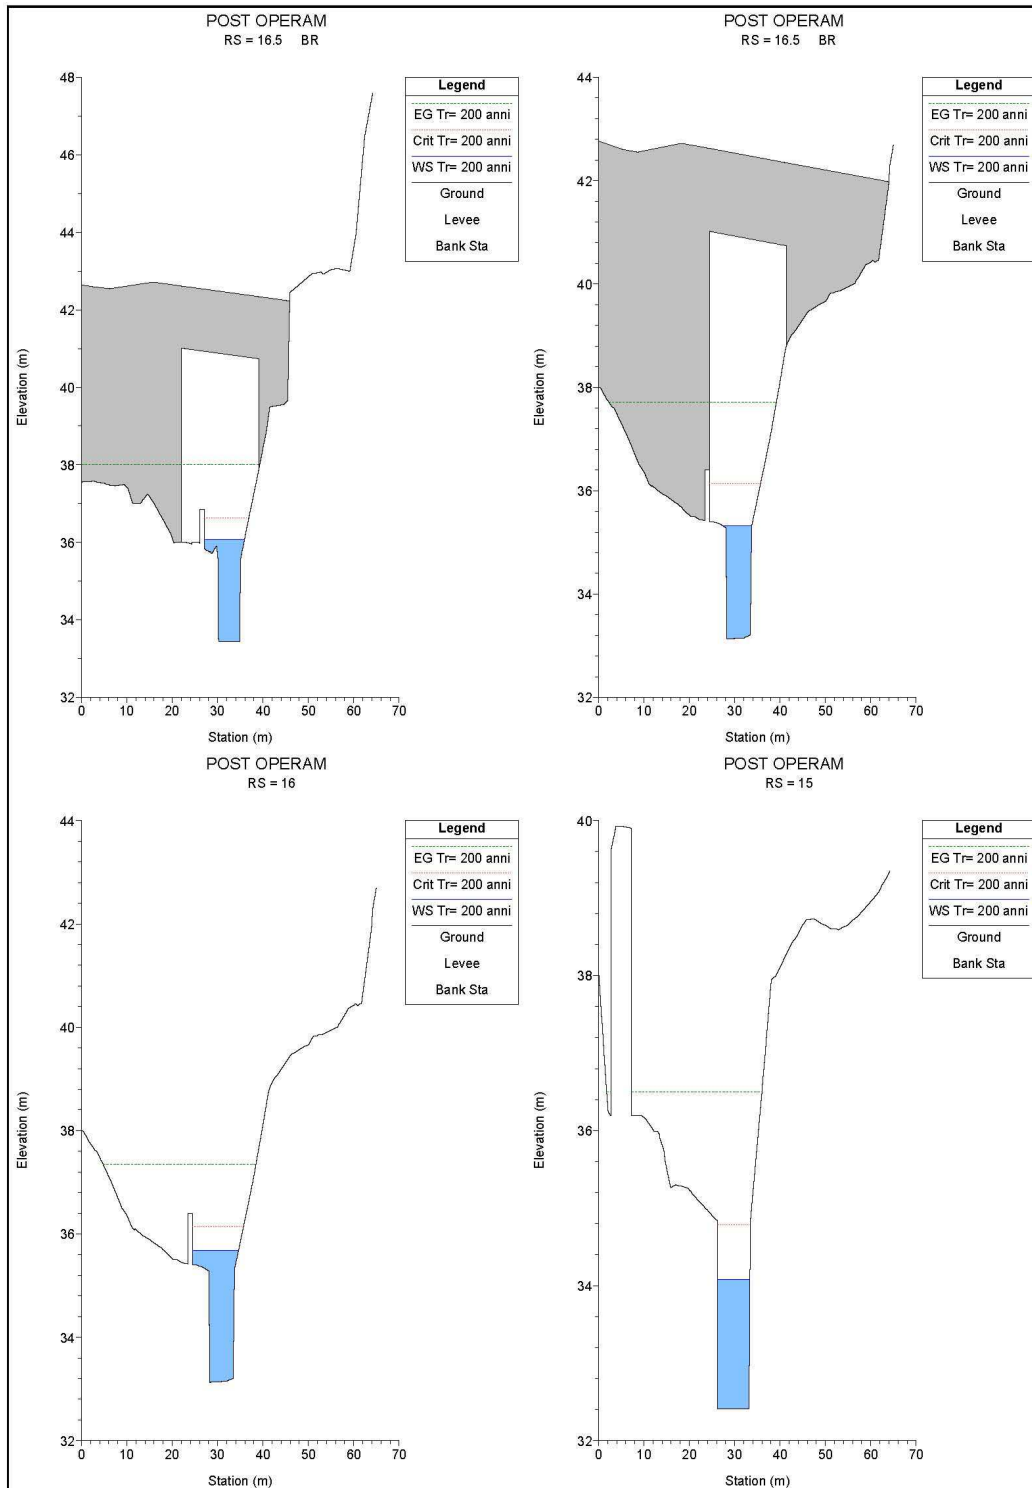 POST OPERAM
RS = 16.5 BR
Elevation (m)
48
46
44
42
40
38
36
34
32
0 10 20 30 40 50 60 70
Station (m)
Legend
EG Tr= 200 anni
Crit Tr= 200 anni
WS Tr= 200 anni
Ground
Levee
Bank Sta
POST OPERAM
RS = 16.5 BR
Elevation (m)
44
42
40
38
36
34
32
0 10 20 30 40 50 60 70
Station (m)
Legend
EG Tr= 200 anni
Crit Tr= 200 anni
WS Tr= 200 anni
Ground
Levee
Bank Sta
POST OPERAM
RS = 16
Elevation (m)
44
42
40
38
36
34
32
0 10 20 30 40 50 60 70
Station (m)
Legend
EG Tr= 200 anni
Crit Tr= 200 anni
WS Tr= 200 anni
Ground
Levee
Bank Sta
POST OPERAM
RS = 15
Elevation (m)
40
38
36
34
32
0 10 20 30 40 50 60 70
Station (m)
Legend
EG Tr= 200 anni
Crit Tr= 200 anni
WS Tr= 200 anni
Ground
Bank Sta